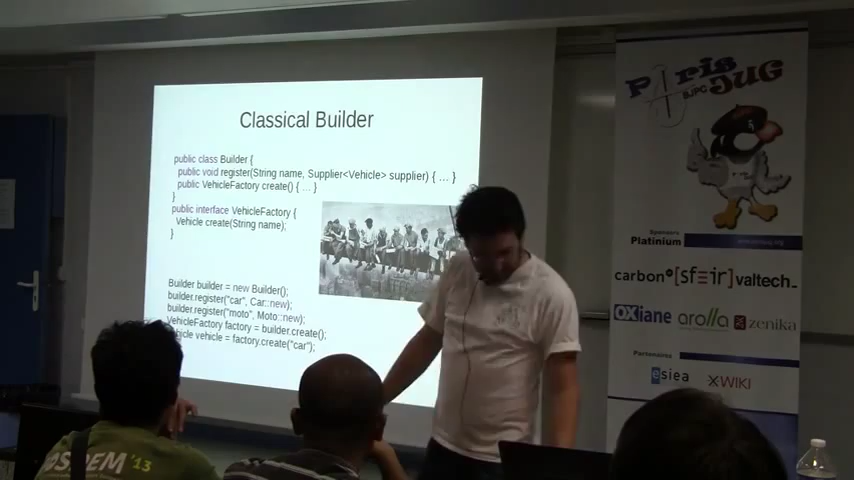 Classical Builder
public class Builder {
public void register(String name, Supplier<Vehicle> supplier) { ... }
public VehicleFactory create() { ... }
}
public interface VehicleFactory {
Vehicle create(String name);
}
Builder builder = new Builder();
builder.register("car", Car::new);
builder.register("moto", Moto::new);
VehicleFactory factory = builder.create();
vehicle = factory.create("car");
Paris
JUG
Sponsors
Platinium
carbon
[sfeir]
valtech_
OXiane
arolla
zenika
Partenaires
esiea
XWIKI
'13